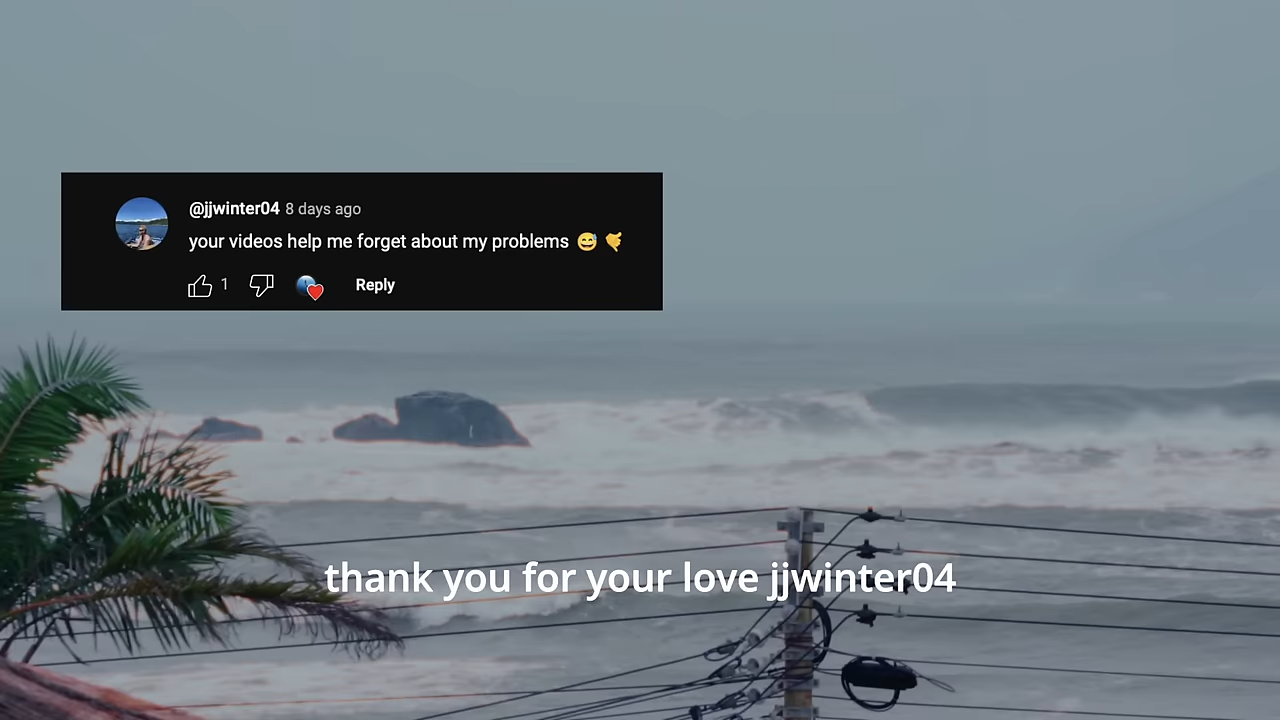 @jjwinter04 8 days ago
your videos help me forget about my problems 😅 🤙
1
Reply
thank you for your love jjwinter04